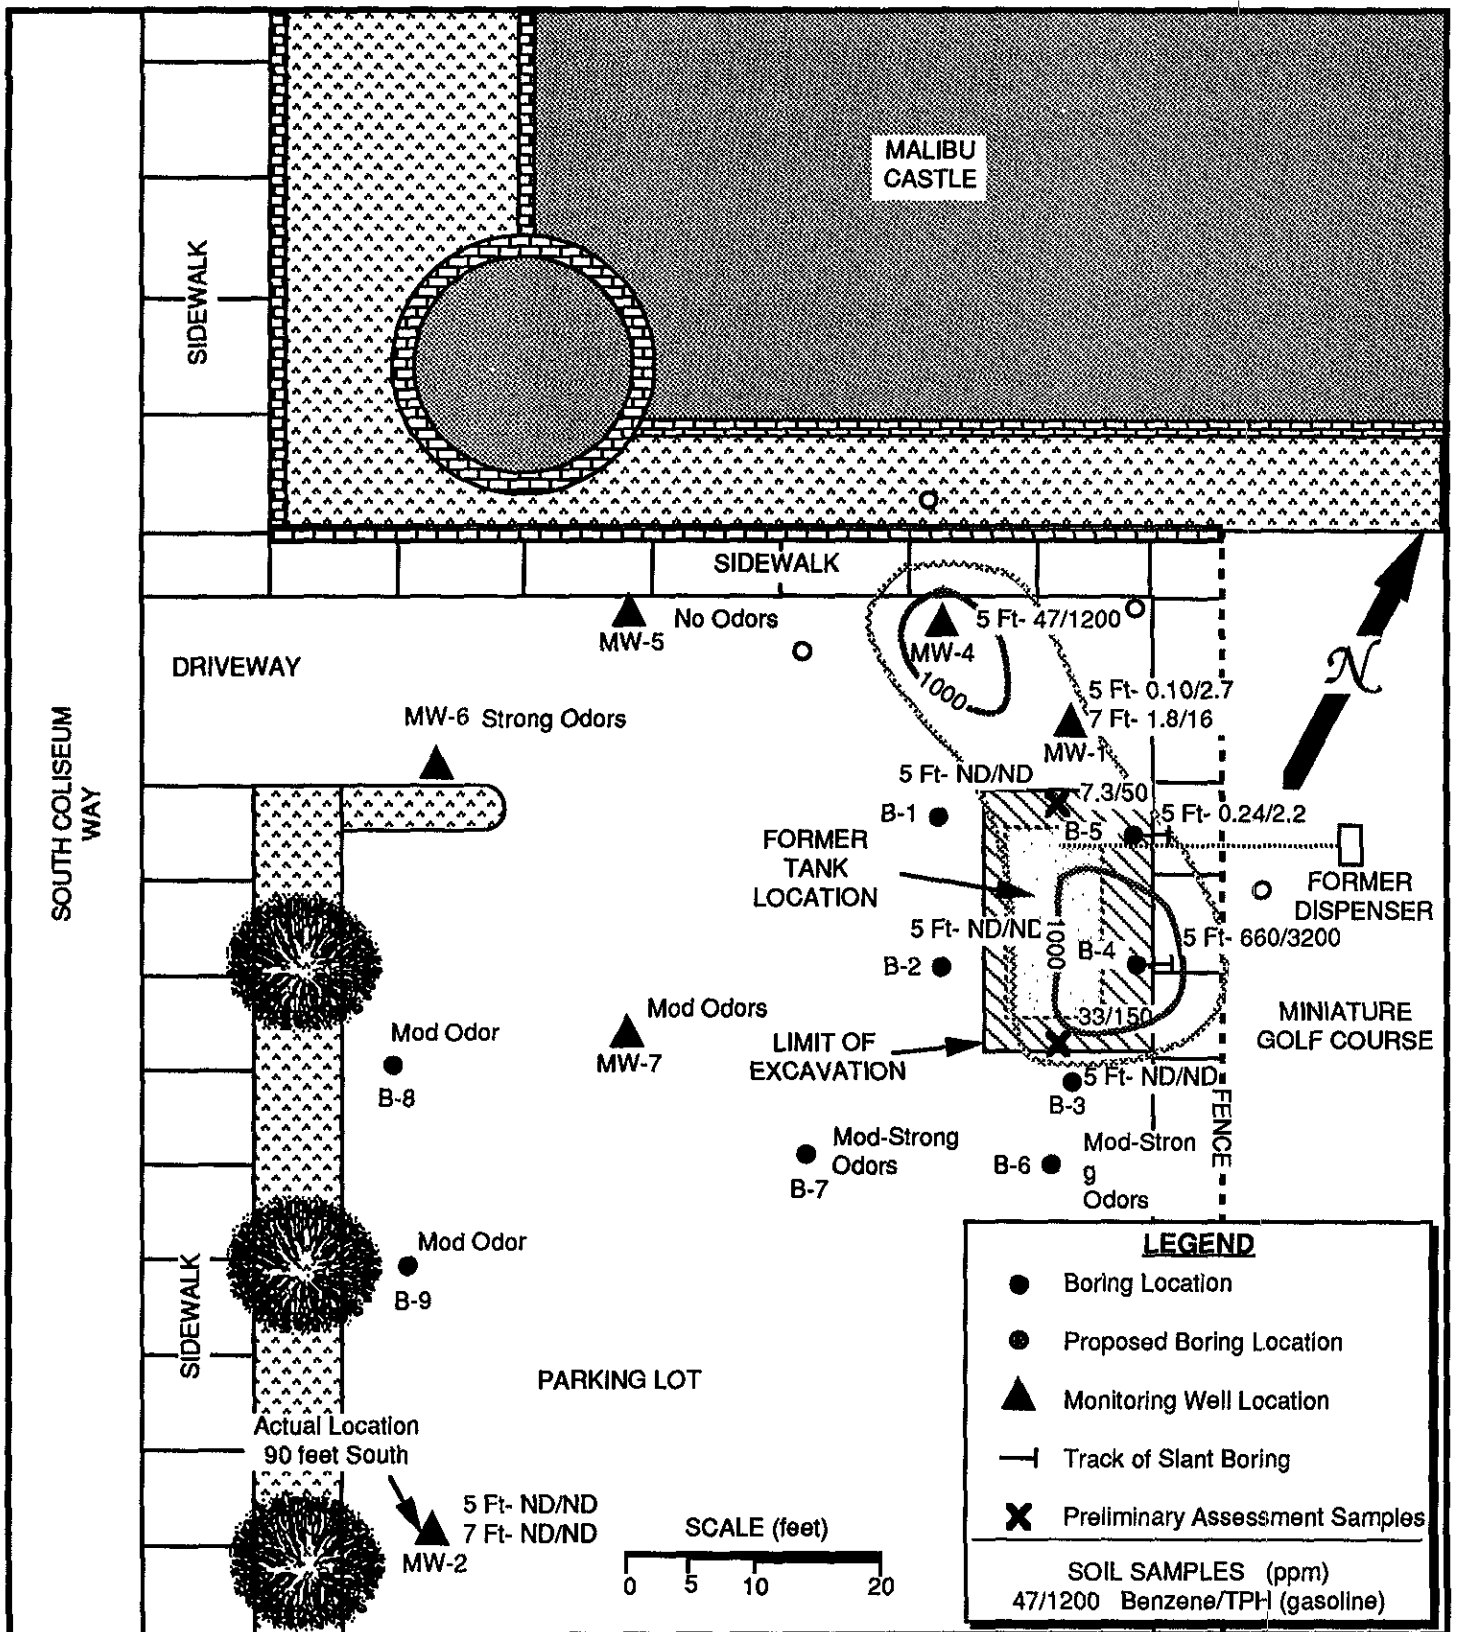 MALIBU
CASTLE
SIDEWALK
SIDEWALK
MW-5
No Odors
5 Ft- 47/1200
MW-4
1000
DRIVEWAY
N
5 Ft- 0.10/2.7
7 Ft- 1.8/16
MW-1
MW-6 Strong Odors
SOUTH COLISEUM
WAY
5 Ft- ND/ND
7.3/50
B-1
B-5
5 Ft- 0.24/2.2
FORMER
TANK
LOCATION
FORMER
DISPENSER
5 Ft- ND/ND
1000
B-4
5 Ft- 660/3200
B-2
Mod Odors
MW-7
33/150
MINIATURE
GOLF COURSE
Mod Odor
B-8
LIMIT OF
EXCAVATION
5 Ft- ND/ND
B-3
FENCE
Mod-Strong
Odors
B-7
B-6
Mod-Stron
g
Odors
Mod Odor
B-9
SIDEWALK
PARKING LOT
Actual Location
90 feet South
5 Ft- ND/ND
7 Ft- ND/ND
MW-2
SCALE (feet)
0 5 10 20
LEGEND
Boring Location
Proposed Boring Location
Monitoring Well Location
Track of Slant Boring
Preliminary Assessment Samples
SOIL SAMPLES (ppm)
47/1200 Benzene/TPH (gasoline)